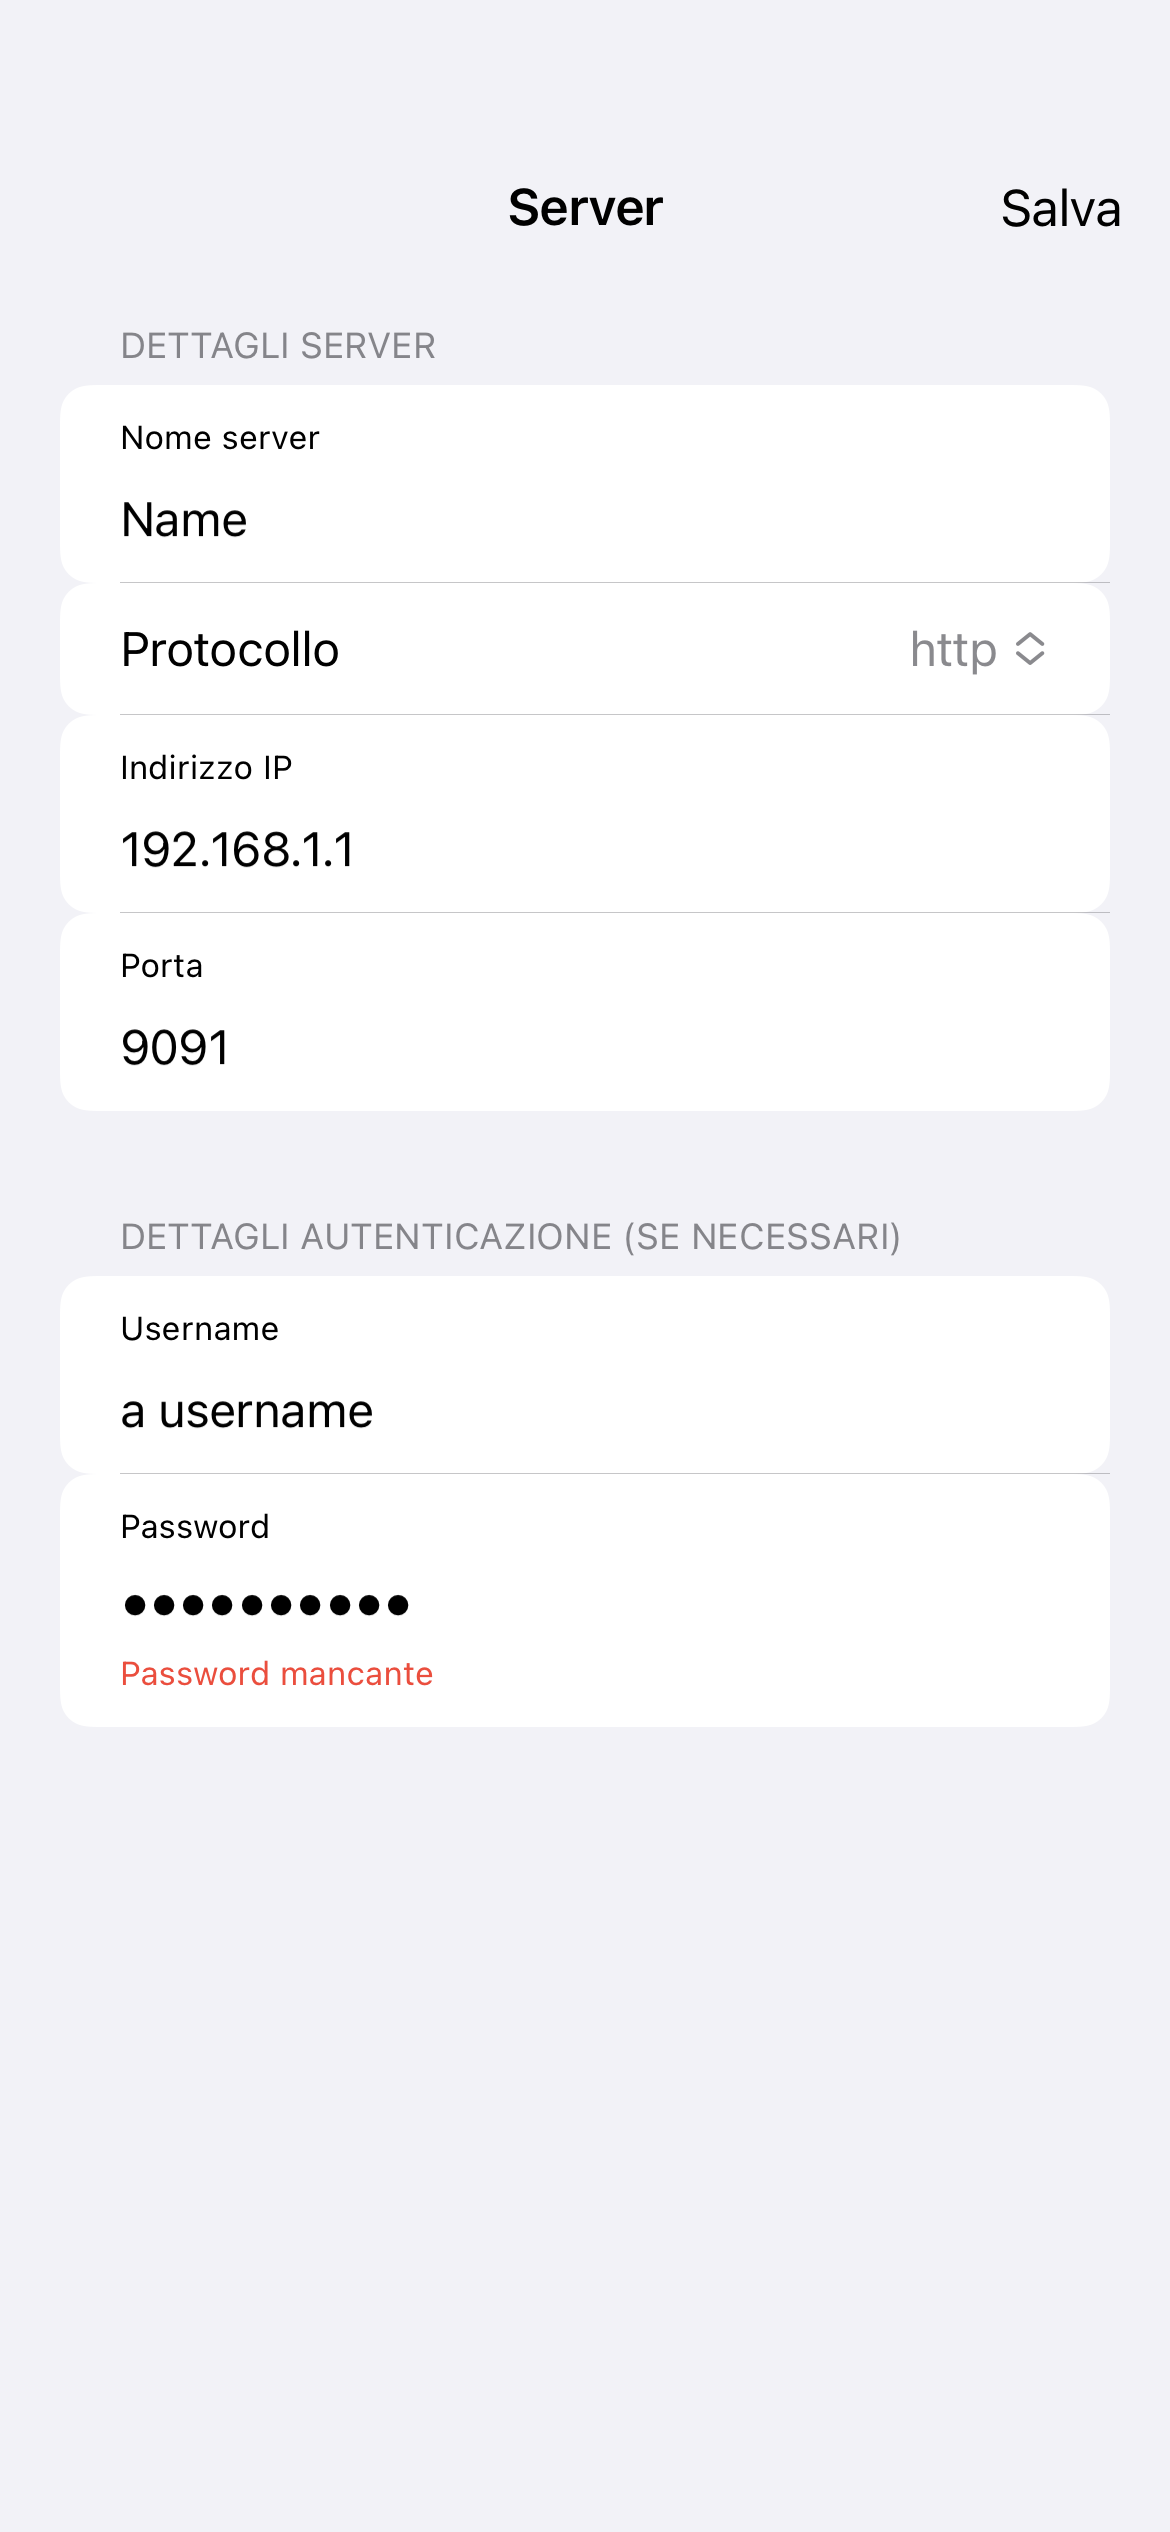 Server
Salva
DETTAGLI SERVER
Nome server
Name
Protocollo
http
Indirizzo IP
192.168.1.1
Porta
9091
DETTAGLI AUTENTICAZIONE (SE NECESSARI)
Username
a username
Password
●●●●●●●●●●
Password mancante